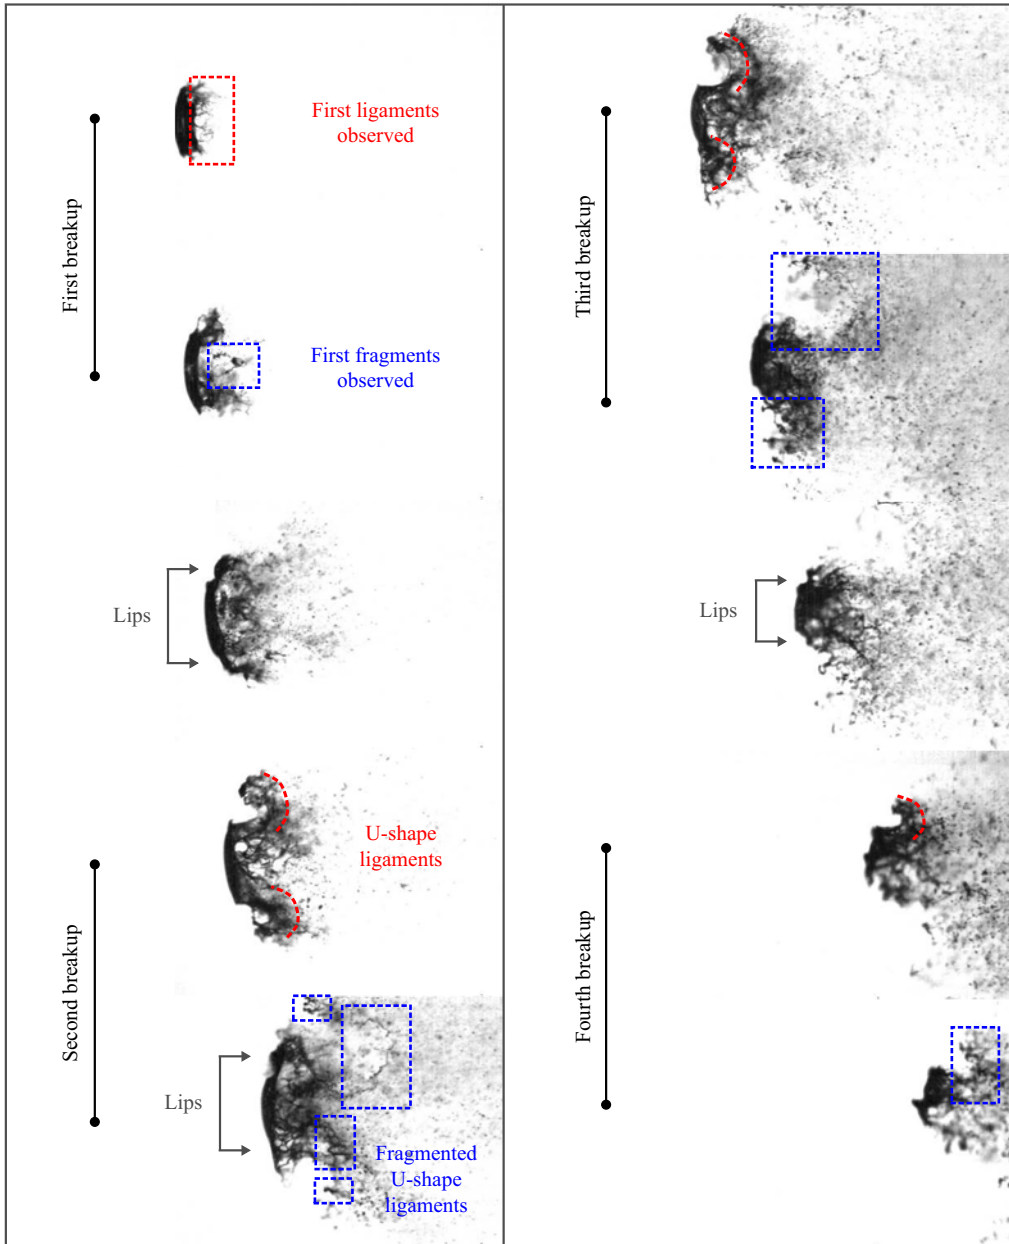 First breakup
First ligaments
observed
First fragments
observed
Lips
Second breakup
U-shape
ligaments
Lips
Fragmented
U-shape
ligaments
Third breakup
Lips
Fourth breakup